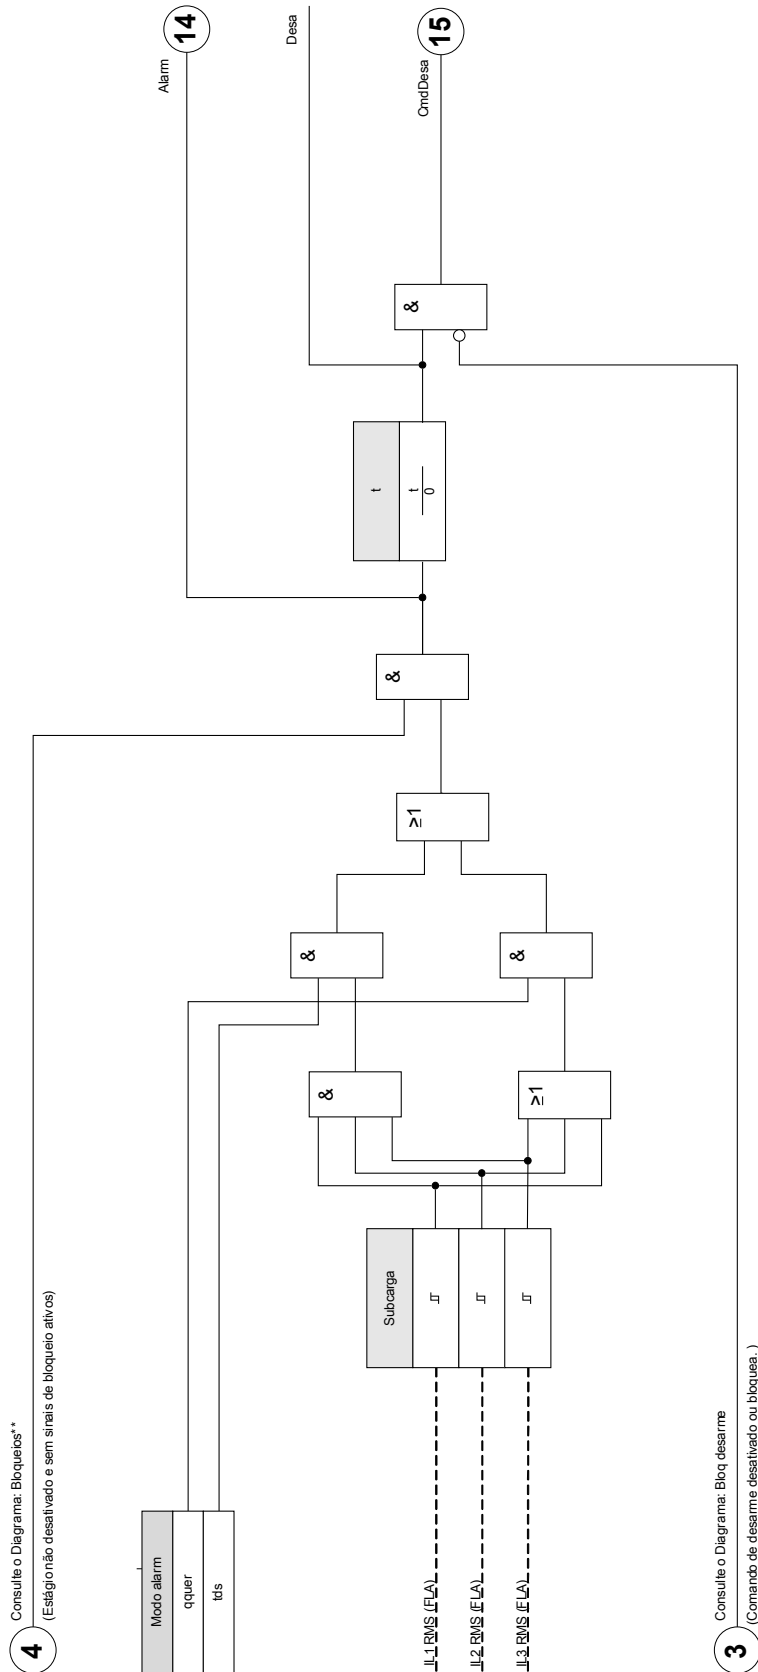 4
Consulte o Diagrama: Bloqueios**
(Estágio não desativado e sem sinais de bloqueio ativos)
Modo alarm
qquer
tds
IL1 RMS (FLA)
IL2 RMS (FLA)
IL3 RMS (FLA)
Subcarga
&
≥1
&
&
≥1
&
t
t
0
&
Alarm
14
Desa
CmdDesa
15
3
Consulte o Diagrama: Bloq desarme
(Comando de desarme desativado ou bloquea. )